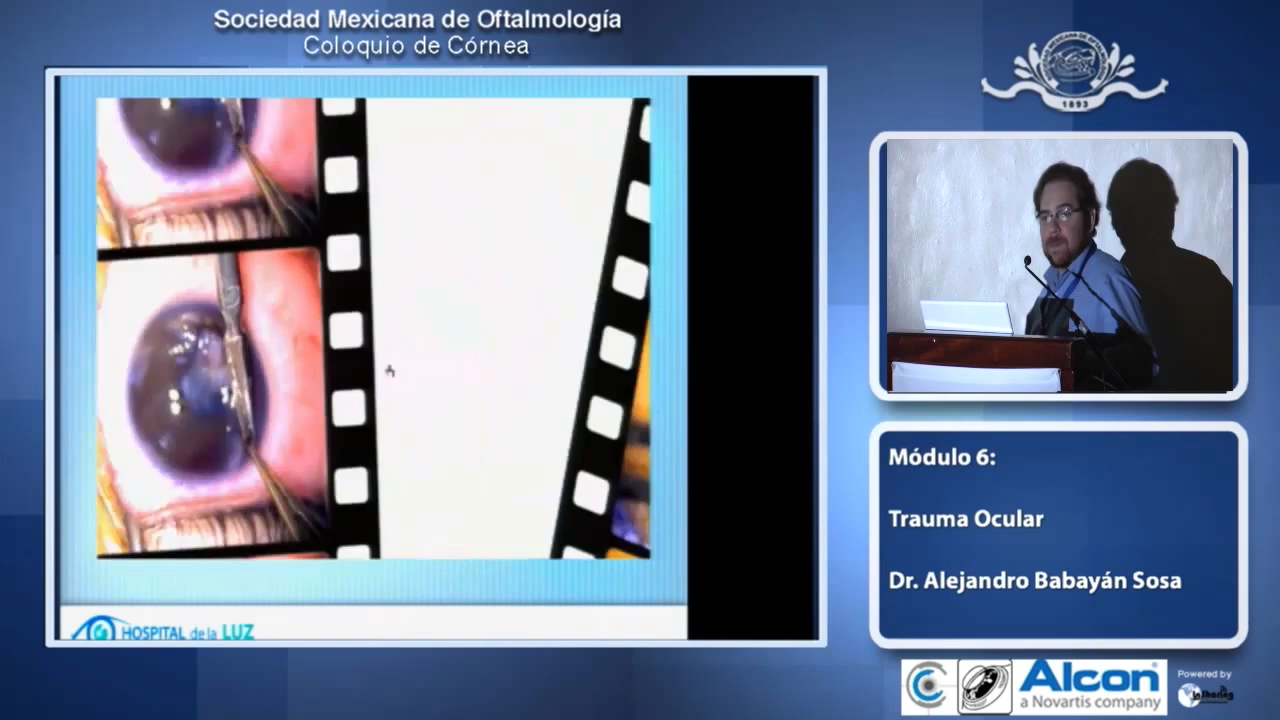 Sociedad Mexicana de Oftalmología
Coloquio de Córnea
1893
HOSPITAL de la LUZ
Módulo 6:
Trauma Ocular
Dr. Alejandro Babayán Sosa
Alcon
a Novartis company
Powered by